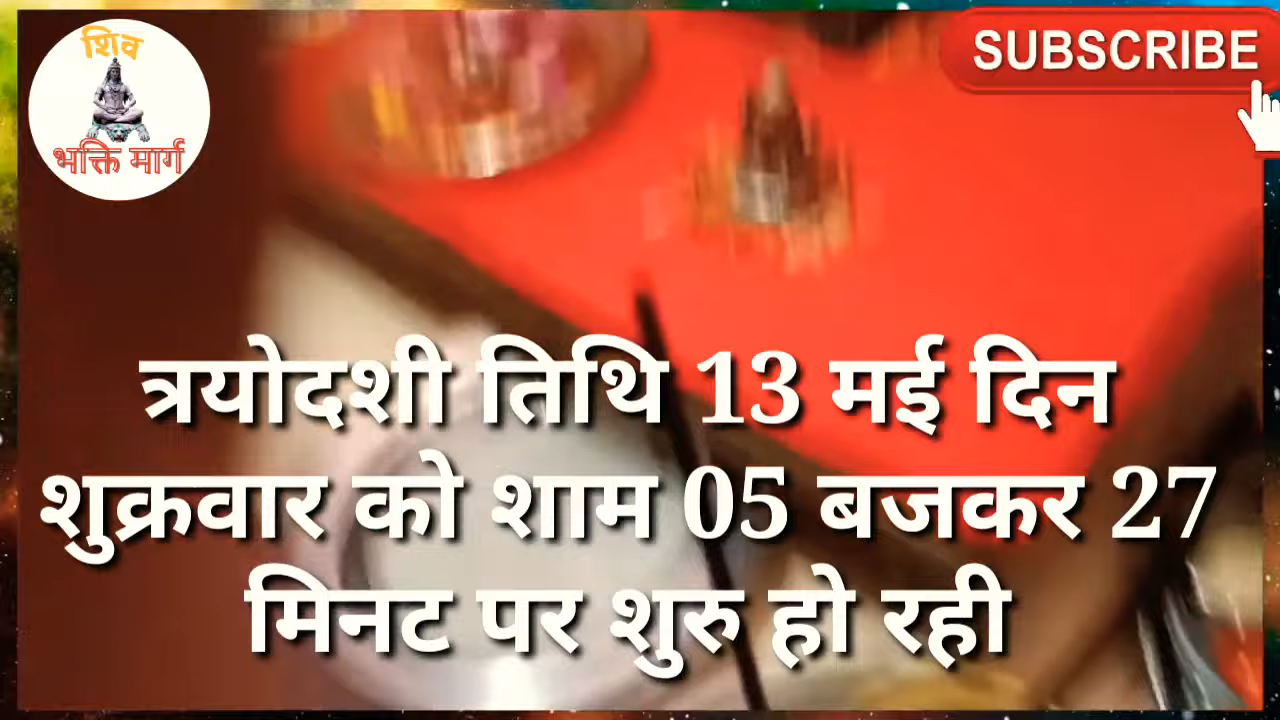 शिव
भक्ति मार्ग
SUBSCRIBE
त्रयोदशी तिथि 13 मई दिन
शुक्रवार को शाम 05 बजकर 27
मिनट पर शुरु हो रही